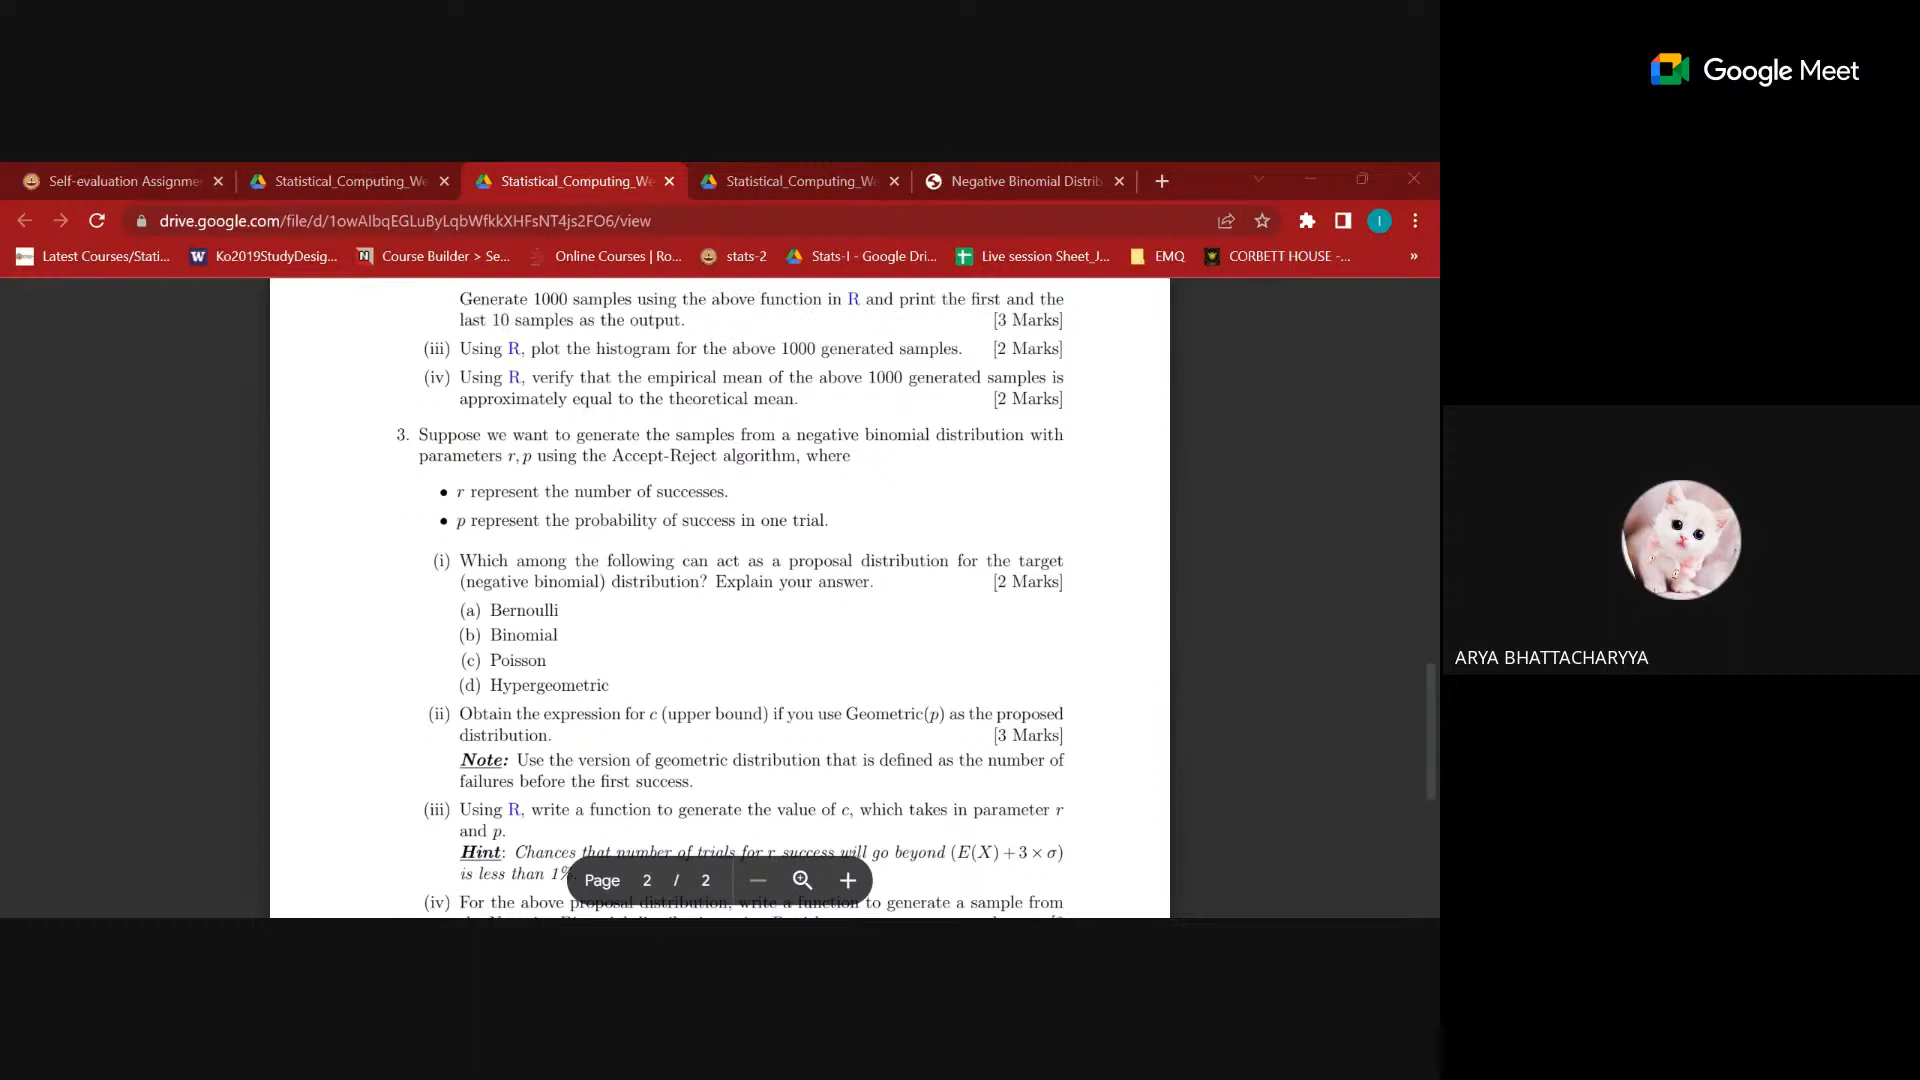 Google Meet
Self-evaluation Assignme
Statistical_Computing_We
Statistical_Computing_We
Statistical_Computing_We
Negative Binomial Distrib
drive.google.com/file/d/1owAlbqEGLuByLqbWfkkXHFsNT4js2FO6/view
Latest Courses/Stati...
Ko2019StudyDesig...
Course Builder > Se...
Online Courses | Ro...
stats-2
Stats-I - Google Dri...
Live session Sheet_J...
EMQ
CORBETT HOUSE -...
»
Generate 1000 samples using the above function in R and print the first and the
last 10 samples as the output. [3 Marks]
(iii) Using R, plot the histogram for the above 1000 generated samples. [2 Marks]
(iv) Using R, verify that the empirical mean of the above 1000 generated samples is
approximately equal to the theoretical mean. [2 Marks]
3. Suppose we want to generate the samples from a negative binomial distribution with
parameters r, p using the Accept-Reject algorithm, where
• r represent the number of successes.
• p represent the probability of success in one trial.
(i) Which among the following can act as a proposal distribution for the target
(negative binomial) distribution? Explain your answer. [2 Marks]
(a) Bernoulli
(b) Binomial
(c) Poisson
(d) Hypergeometric
(ii) Obtain the expression for c (upper bound) if you use Geometric(p) as the proposed
distribution. [3 Marks]
Note: Use the version of geometric distribution that is defined as the number of
failures before the first success.
(iii) Using R, write a function to generate the value of c, which takes in parameter r
and p.
Hint: Chances that number of trials for r success will go beyond (E(X) + 3 × σ)
is less than 1%
Page 2 / 2
(iv) For the above proposal distribution, write a function to generate a sample from
ARYA BHATTACHARYYA